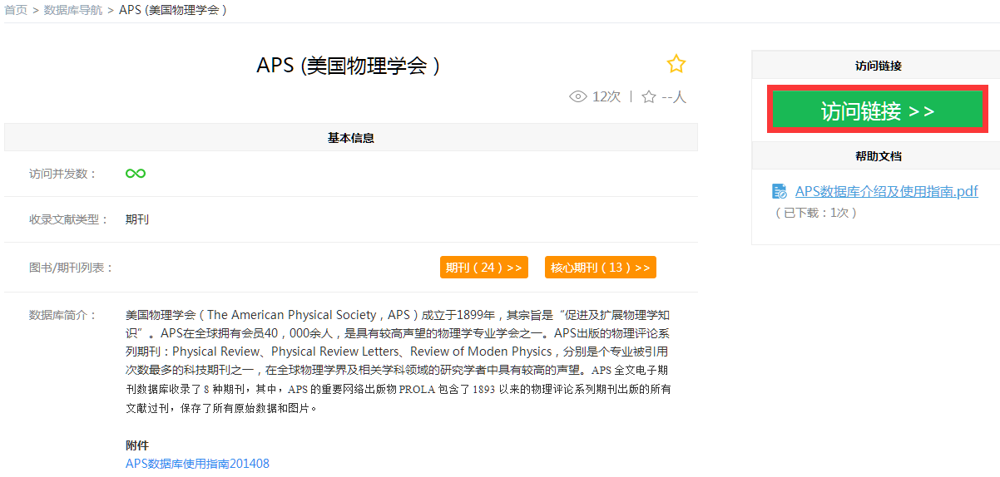 首页 > 数据库导航 > APS (美国物理学会 )
APS (美国物理学会 )
12次 | --人
基本信息
访问并发数：
收录文献类型： 期刊
图书/期刊列表： 期刊（24）>> 核心期刊（13）>>
数据库简介： 美国物理学会（The American Physical Society，APS）成立于1899年，其宗旨是“促进及扩展物理学知
识”。APS在全球拥有会员40，000余人，是具有较高声望的物理学专业学会之一。APS出版的物理评论系
列期刊：Physical Review、Physical Review Letters、Review of Moden Physics，分别是个专业被引用
次数最多的科技期刊之一，在全球物理学界及相关学科领域的研究学者中具有较高的声望。APS 全文电子期
刊数据库收录了 8 种期刊，其中，APS 的重要网络出版物 PROLA 包含了 1893 以来的物理评论系列期刊出版的所有
文献过刊，保存了所有原始数据和图片。
附件
APS数据库使用指南201408
访问链接
访问链接 >>
帮助文档
APS数据库介绍及使用指南.pdf
（已下载：1次）